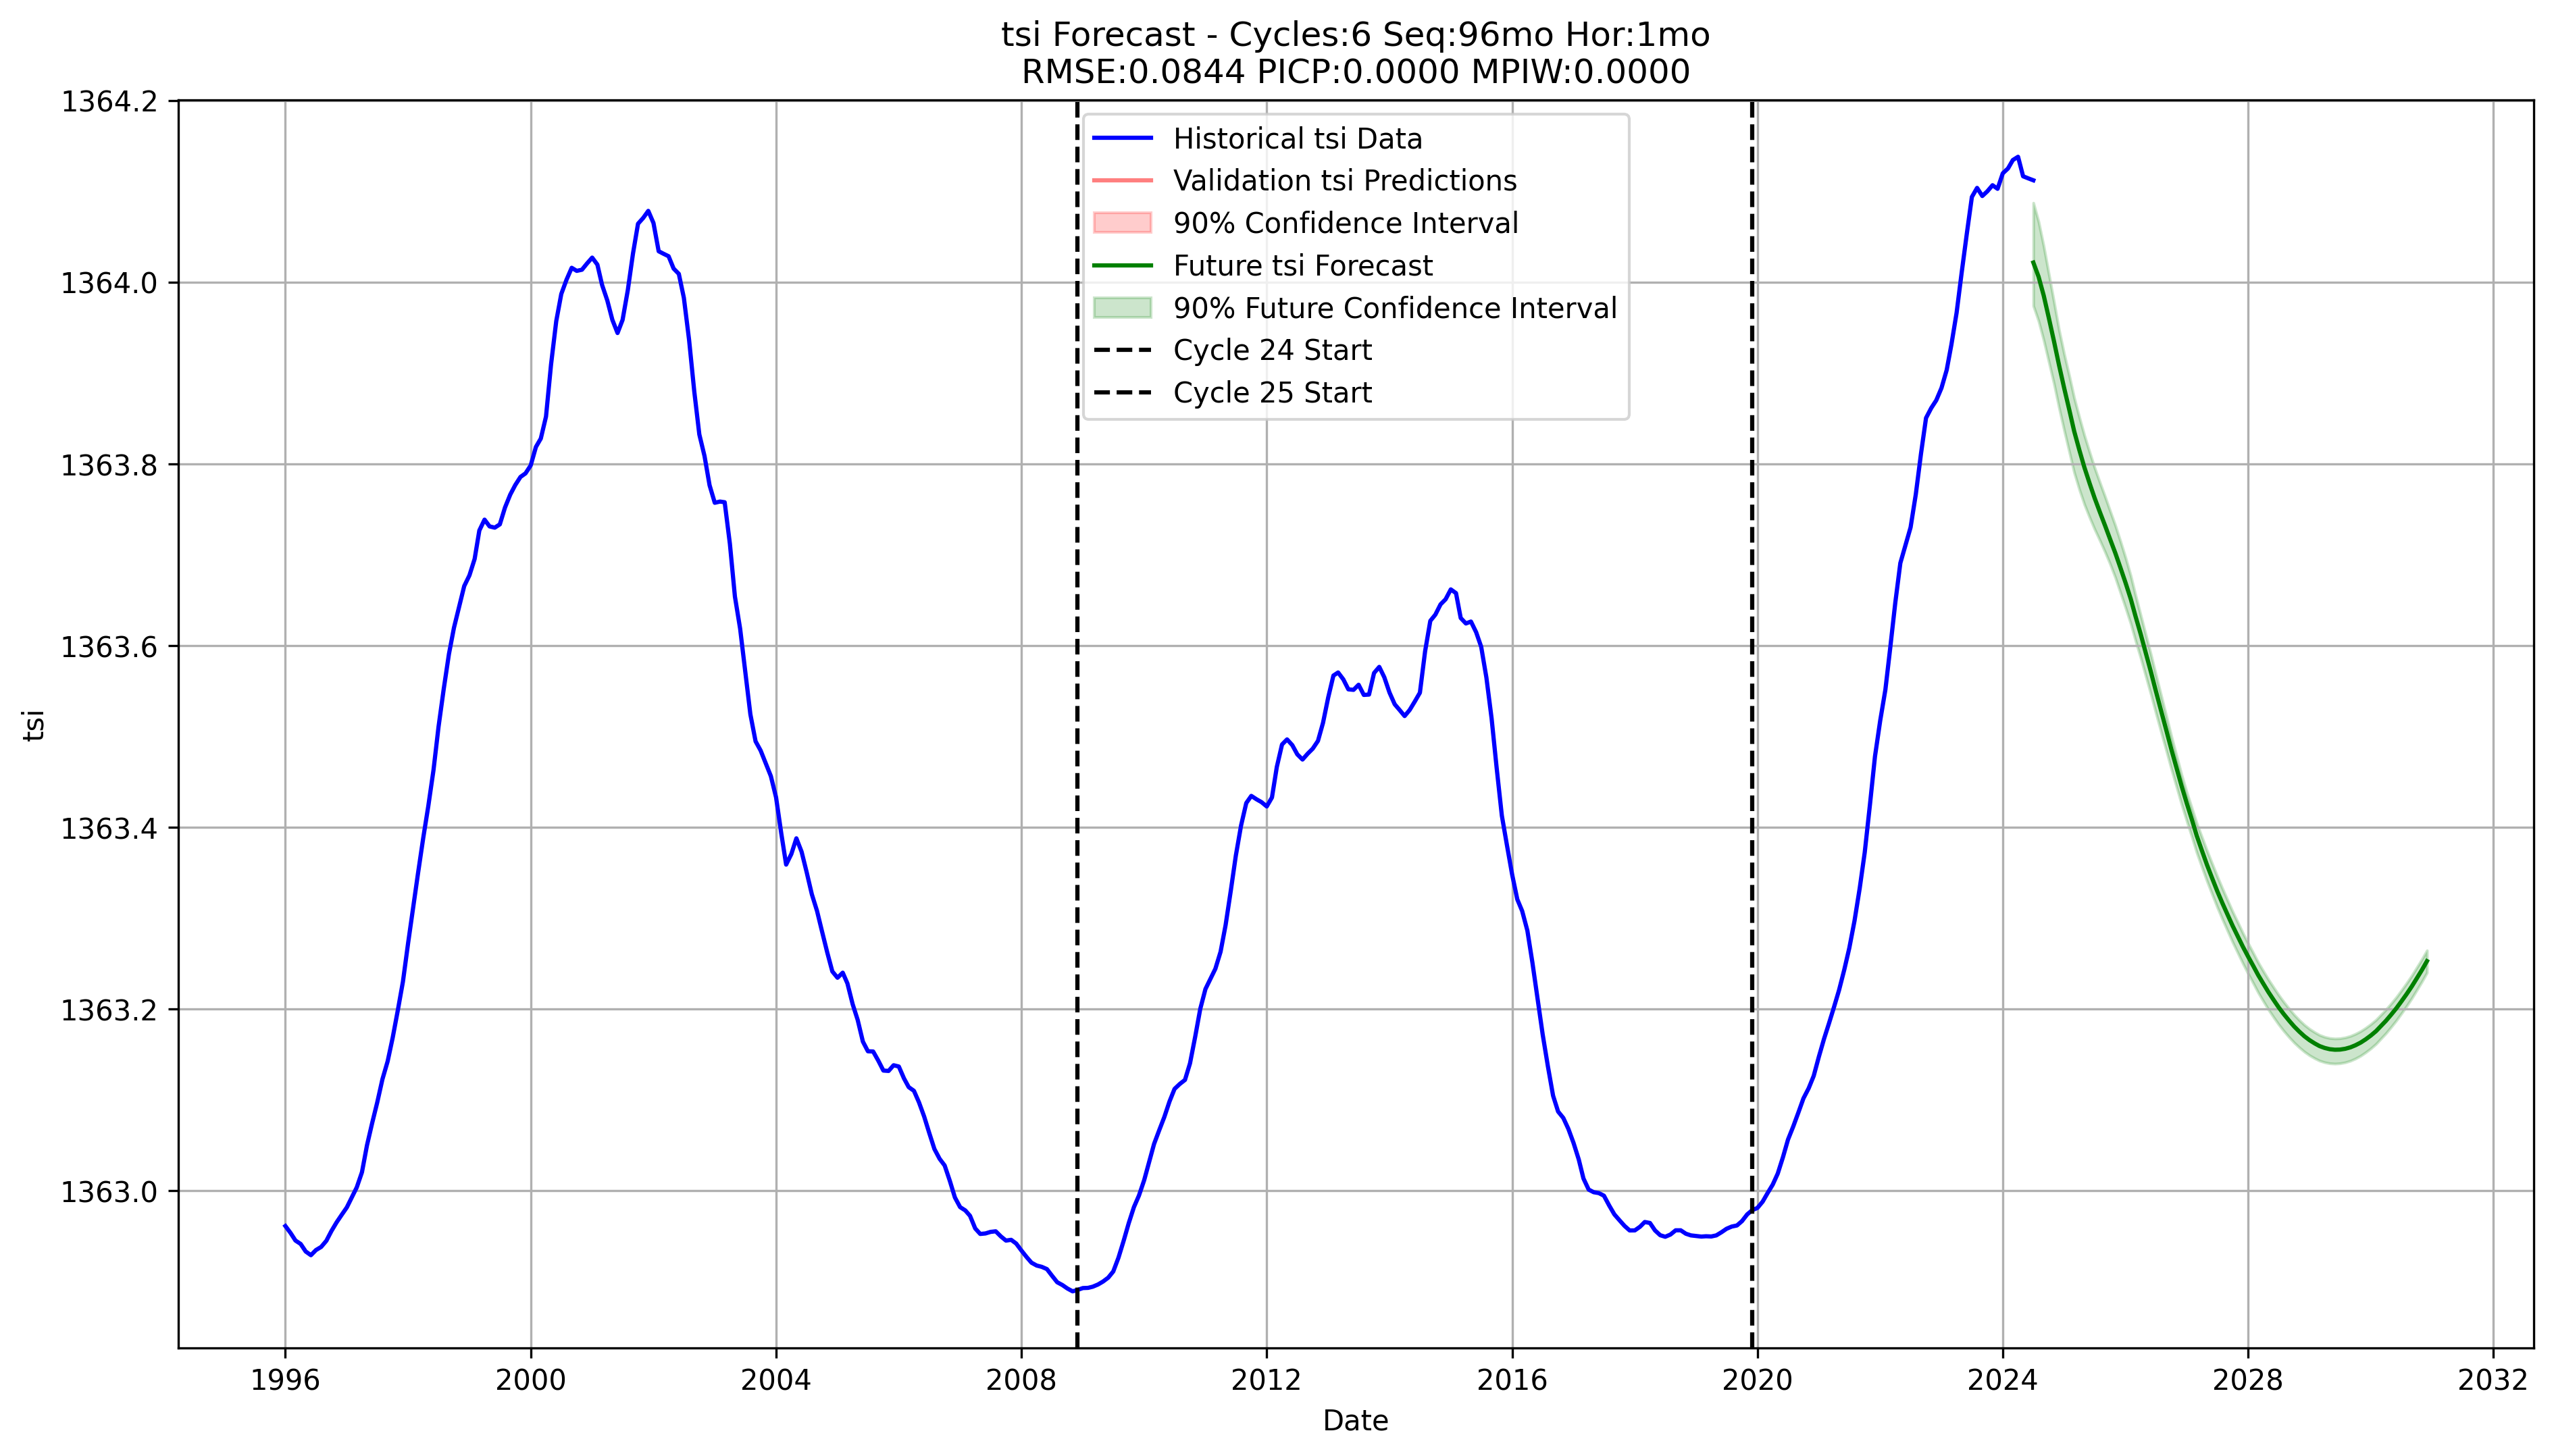 tsi Forecast - Cycles:6 Seq:96mo Hor:1mo
RMSE:0.0844 PICP:0.0000 MPIW:0.0000
1364.2
1364.0
1363.8
1363.6
1363.4
1363.2
1363.0
tsi
Historical tsi Data
Validation tsi Predictions
90% Confidence Interval
Future tsi Forecast
90% Future Confidence Interval
Cycle 24 Start
Cycle 25 Start
1996 2000 2004 2008 2012 2016 2020 2024 2028 2032
Date